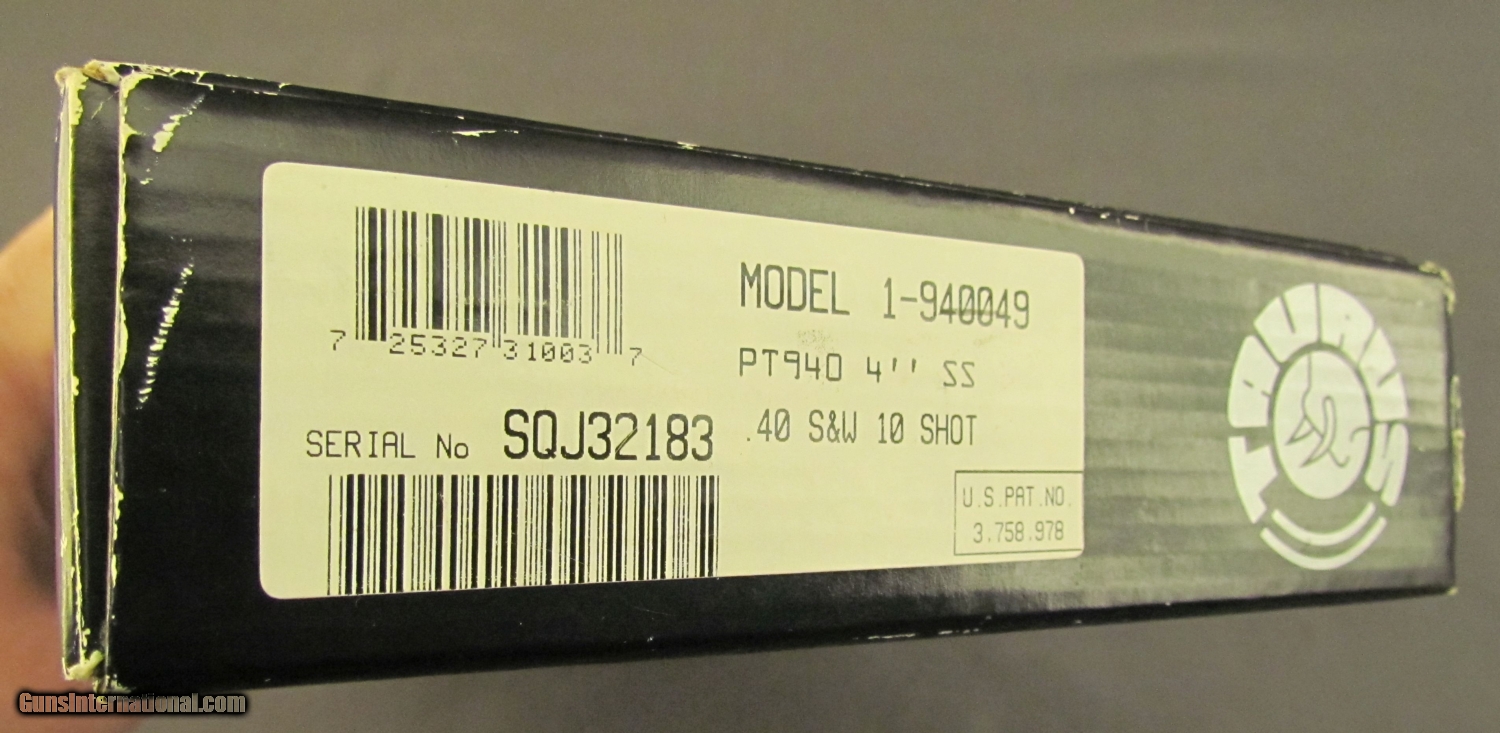 7 25327 31003 7
SERIAL No SQJ32183
MODEL 1-940049
PT940 4'' SS
.40 S&W 10 SHOT
U.S.PAT.NO.
3.758.978
TAURUS
GunsInternational.com